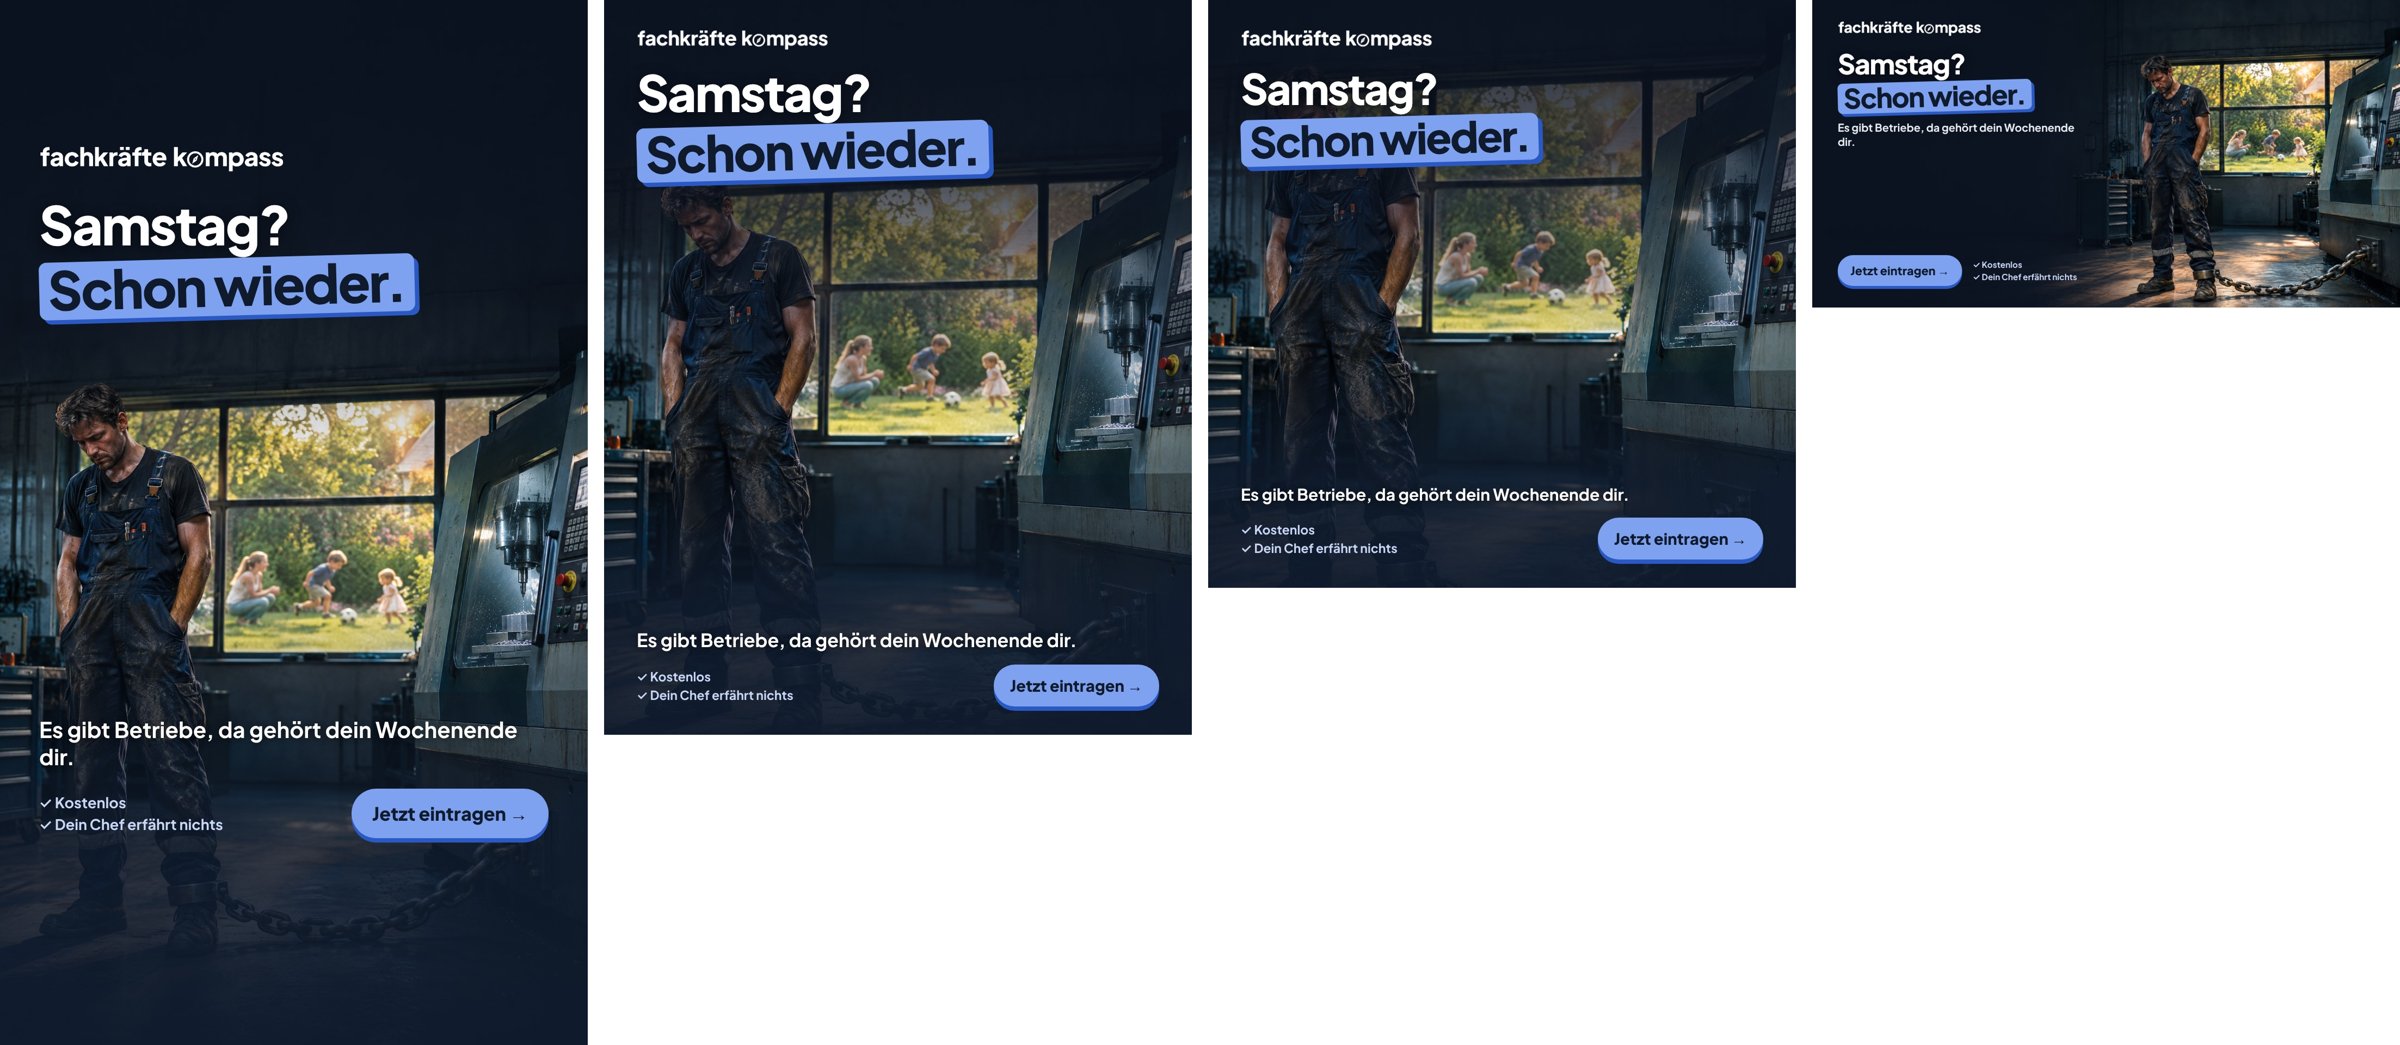 fachkräfte kompass
Samstag?
Schon wieder.
Es gibt Betriebe, da gehört dein Wochenende
dir.
✓ Kostenlos
✓ Dein Chef erfährt nichts
Jetzt eintragen →
fachkräfte kompass
Samstag?
Schon wieder.
Es gibt Betriebe, da gehört dein Wochenende dir.
✓ Kostenlos
✓ Dein Chef erfährt nichts
Jetzt eintragen →
fachkräfte kompass
Samstag?
Schon wieder.
Es gibt Betriebe, da gehört dein Wochenende dir.
✓ Kostenlos
✓ Dein Chef erfährt nichts
Jetzt eintragen →
fachkräfte kompass
Samstag?
Schon wieder.
Es gibt Betriebe, da gehört dein Wochenende
dir.
Jetzt eintragen →
✓ Kostenlos
✓ Dein Chef erfährt nichts